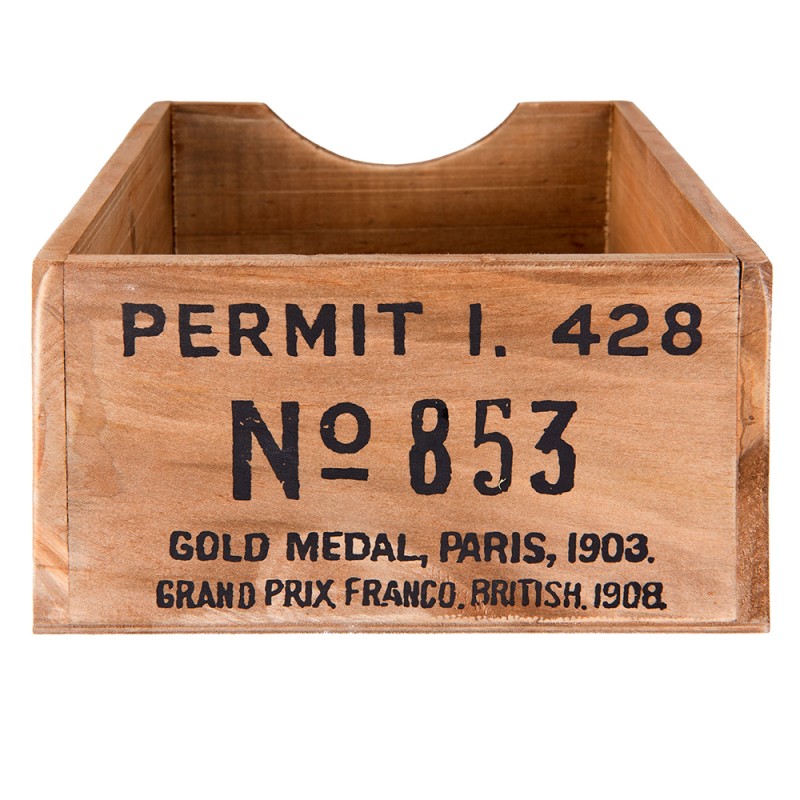 PERMIT I. 428
No 853
GOLD MEDAL, PARIS, 1903.
GRAND PRIX FRANCO. BRITISH. 1908.